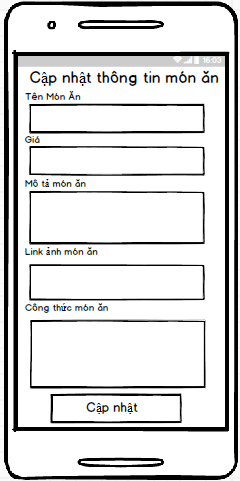 16:03
Cập nhật thông tin món ăn
Tên Món Ăn
Giá
Mô tả món ăn
Link ảnh món ăn
Công thức món ăn
Cập nhật